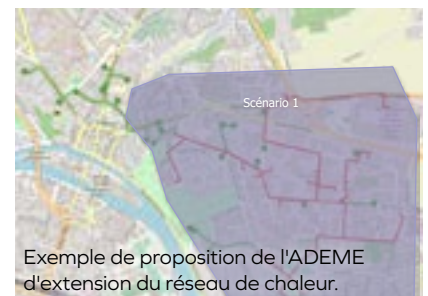 Scénario 1
Exemple de proposition de l'ADEME
d'extension du réseau de chaleur.